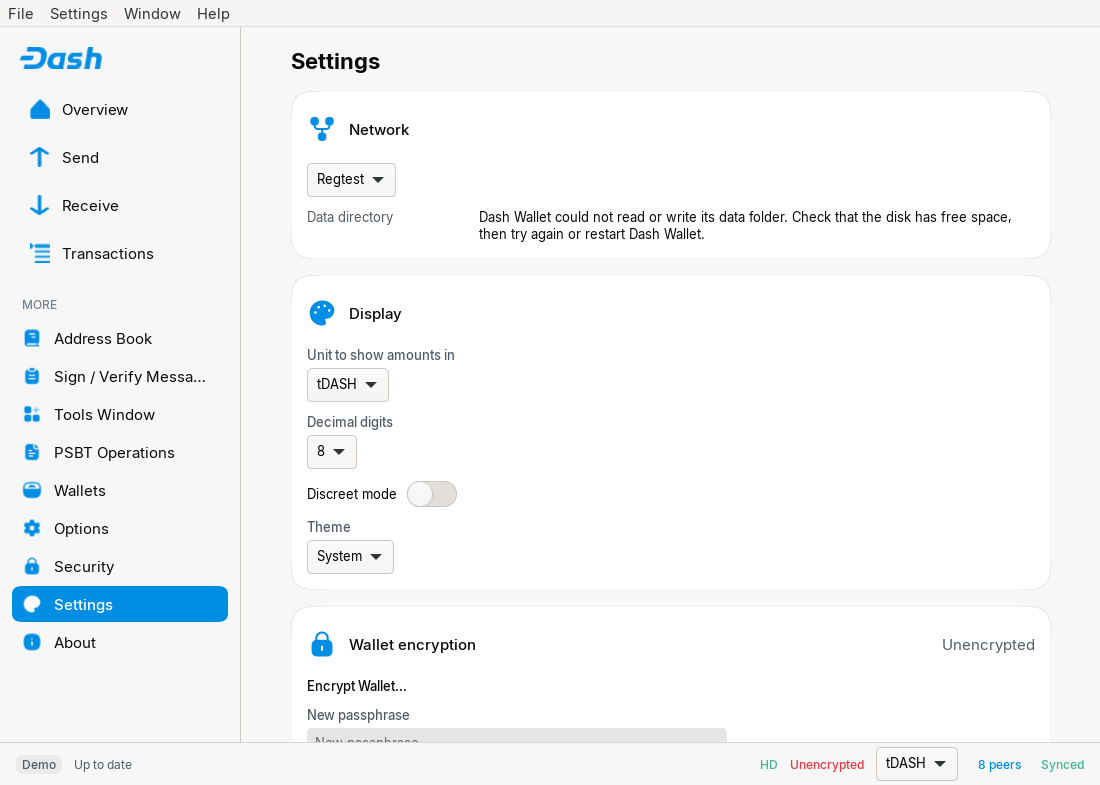 File Settings Window Help
Dash
Overview
Send
Receive
Transactions
MORE
Address Book
Sign / Verify Messa...
Tools Window
PSBT Operations
Wallets
Options
Security
Settings
About
Settings
Network
Regtest
Data directory
Dash Wallet could not read or write its data folder. Check that the disk has free space,
then try again or restart Dash Wallet.
Display
Unit to show amounts in
tDASH
Decimal digits
8
Discreet mode
Theme
System
Wallet encryption
Unencrypted
Encrypt Wallet...
New passphrase
New passphrase
Demo Up to date
HD Unencrypted tDASH 8 peers Synced